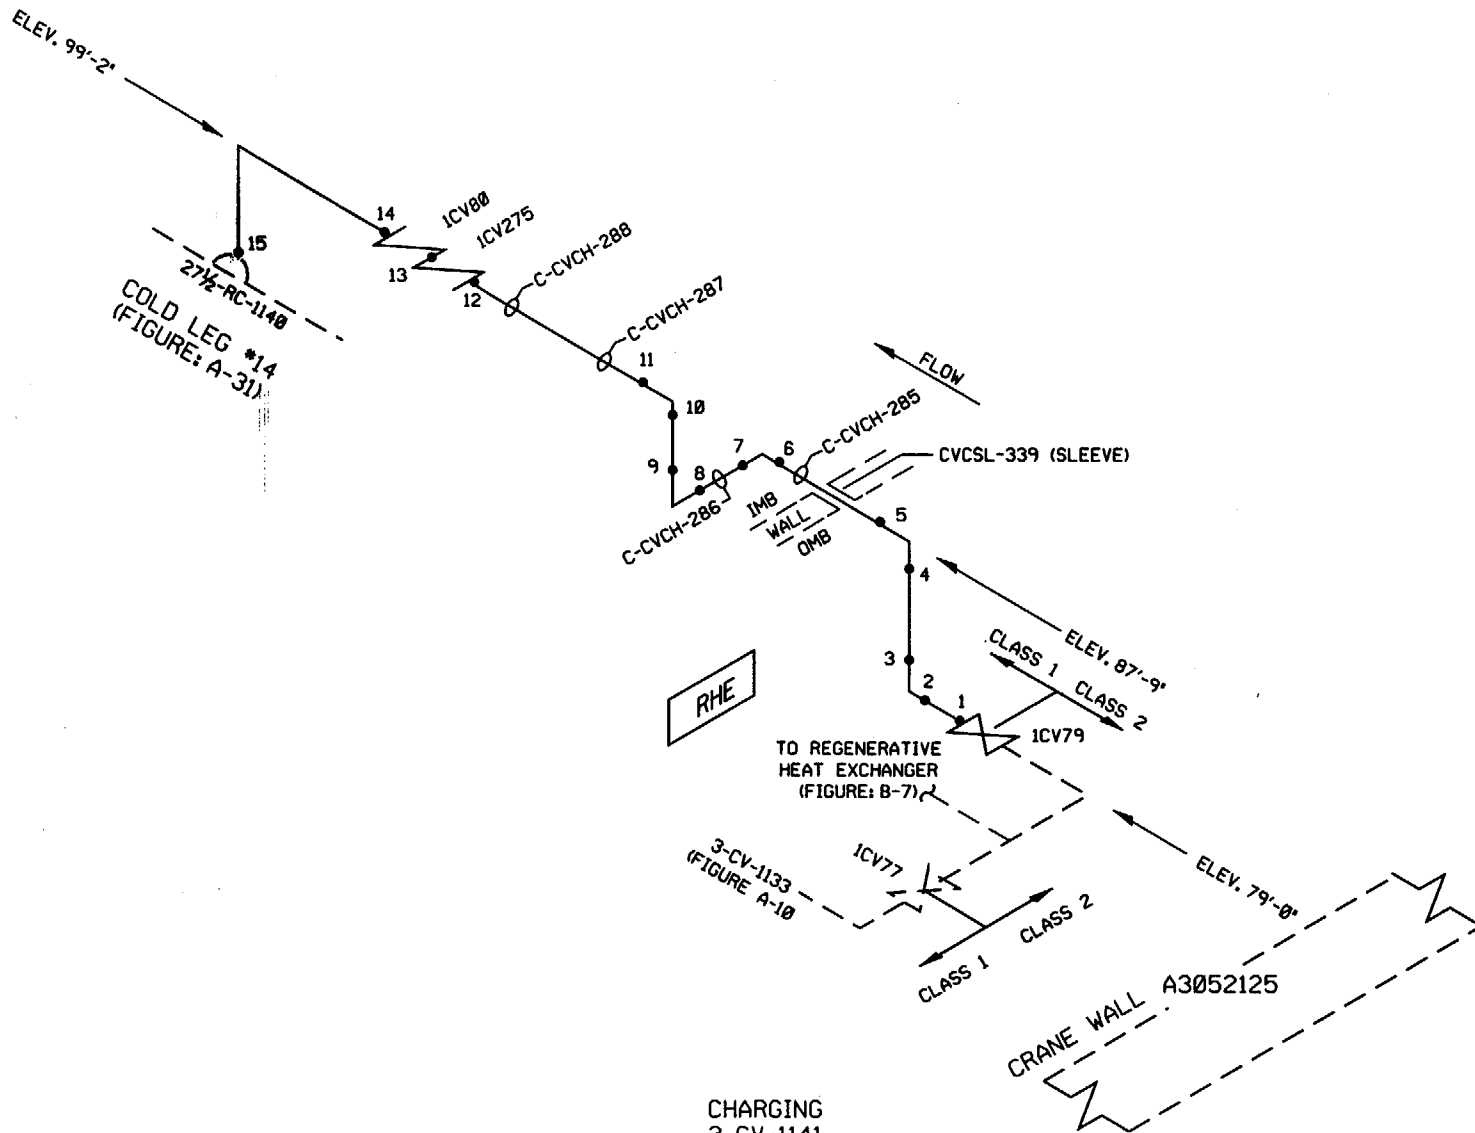 ELEV. 99'-2"
14
1CV80
1CV275
15
27½-RC-1140
COLD LEG #14
(FIGURE: A-31)
13
12
C-CVCH-288
C-CVCH-287
11
10
FLOW
C-CVCH-285
CVCSL-339 (SLEEVE)
9
8
7
6
C-CVCH-286
IMB
WALL
OMB
5
4
ELEV. 87'-9"
CLASS 1
CLASS 2
3
2
1
RHE
1CV79
TO REGENERATIVE
HEAT EXCHANGER
(FIGURE: B-7)
1CV77
3-CV-1133
(FIGURE A-10
ELEV. 79'-0"
CLASS 2
CLASS 1
A3052125
CRANE WALL
CHARGING